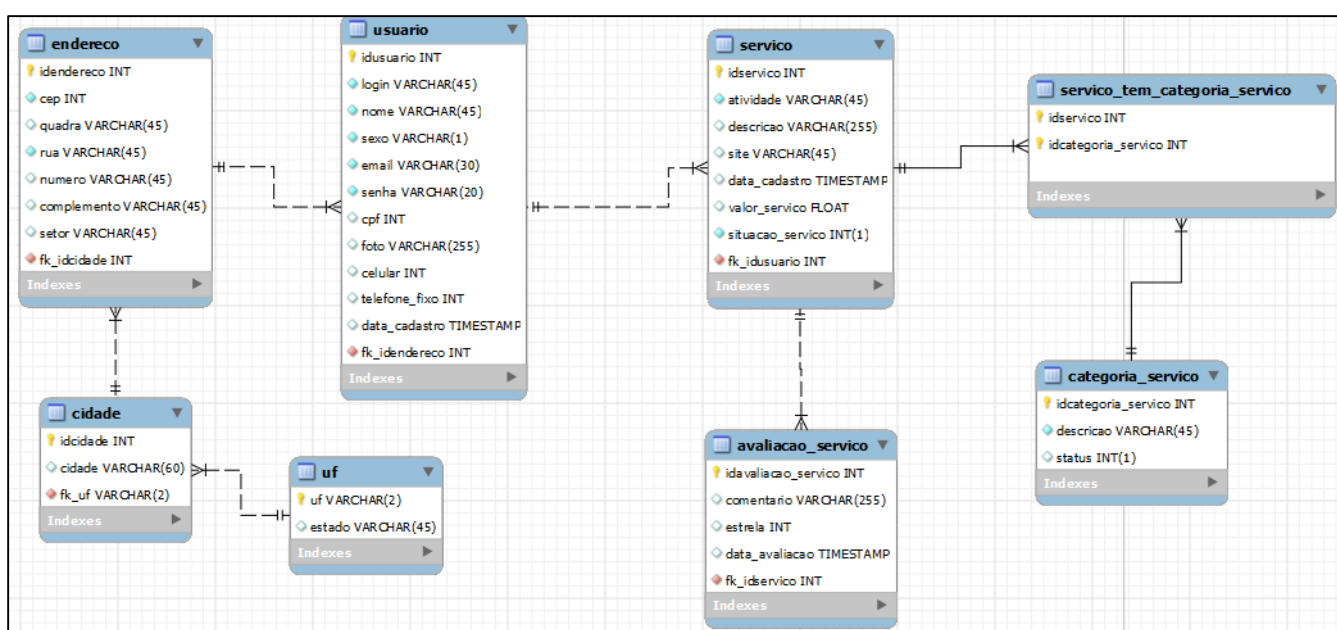 endereco
idendereco INT
cep INT
quadra VARCHAR(45)
rua VARCHAR(45)
numero VARCHAR(45)
complemento VARCHAR(45)
setor VARCHAR(45)
fk_idcidade INT
Indexes
usuario
idusuario INT
login VARCHAR(45)
nome VARCHAR(45)
sexo VARCHAR(1)
email VARCHAR(30)
senha VARCHAR(20)
cpf INT
foto VARCHAR(255)
celular INT
telefone_fixo INT
data_cadastro TIMESTAMP
fk_idendereco INT
Indexes
servico
idservico INT
atividade VARCHAR(45)
descricao VARCHAR(255)
site VARCHAR(45)
data_cadastro TIMESTAMP
valor_servico FLOAT
situacao_servico INT(1)
fk_idusuario INT
Indexes
servico_tem_categoria_servico
idservico INT
idcategoria_servico INT
Indexes
cidade
idcidade INT
cidade VARCHAR(60)
fk_uf VARCHAR(2)
Indexes
uf
uf VARCHAR(2)
estado VARCHAR(45)
Indexes
avaliacao_servico
idavaliacao_servico INT
comentario VARCHAR(255)
estrela INT
data_avaliacao TIMESTAMP
fk_idservico INT
Indexes
categoria_servico
idcategoria_servico INT
descricao VARCHAR(45)
status INT(1)
Indexes